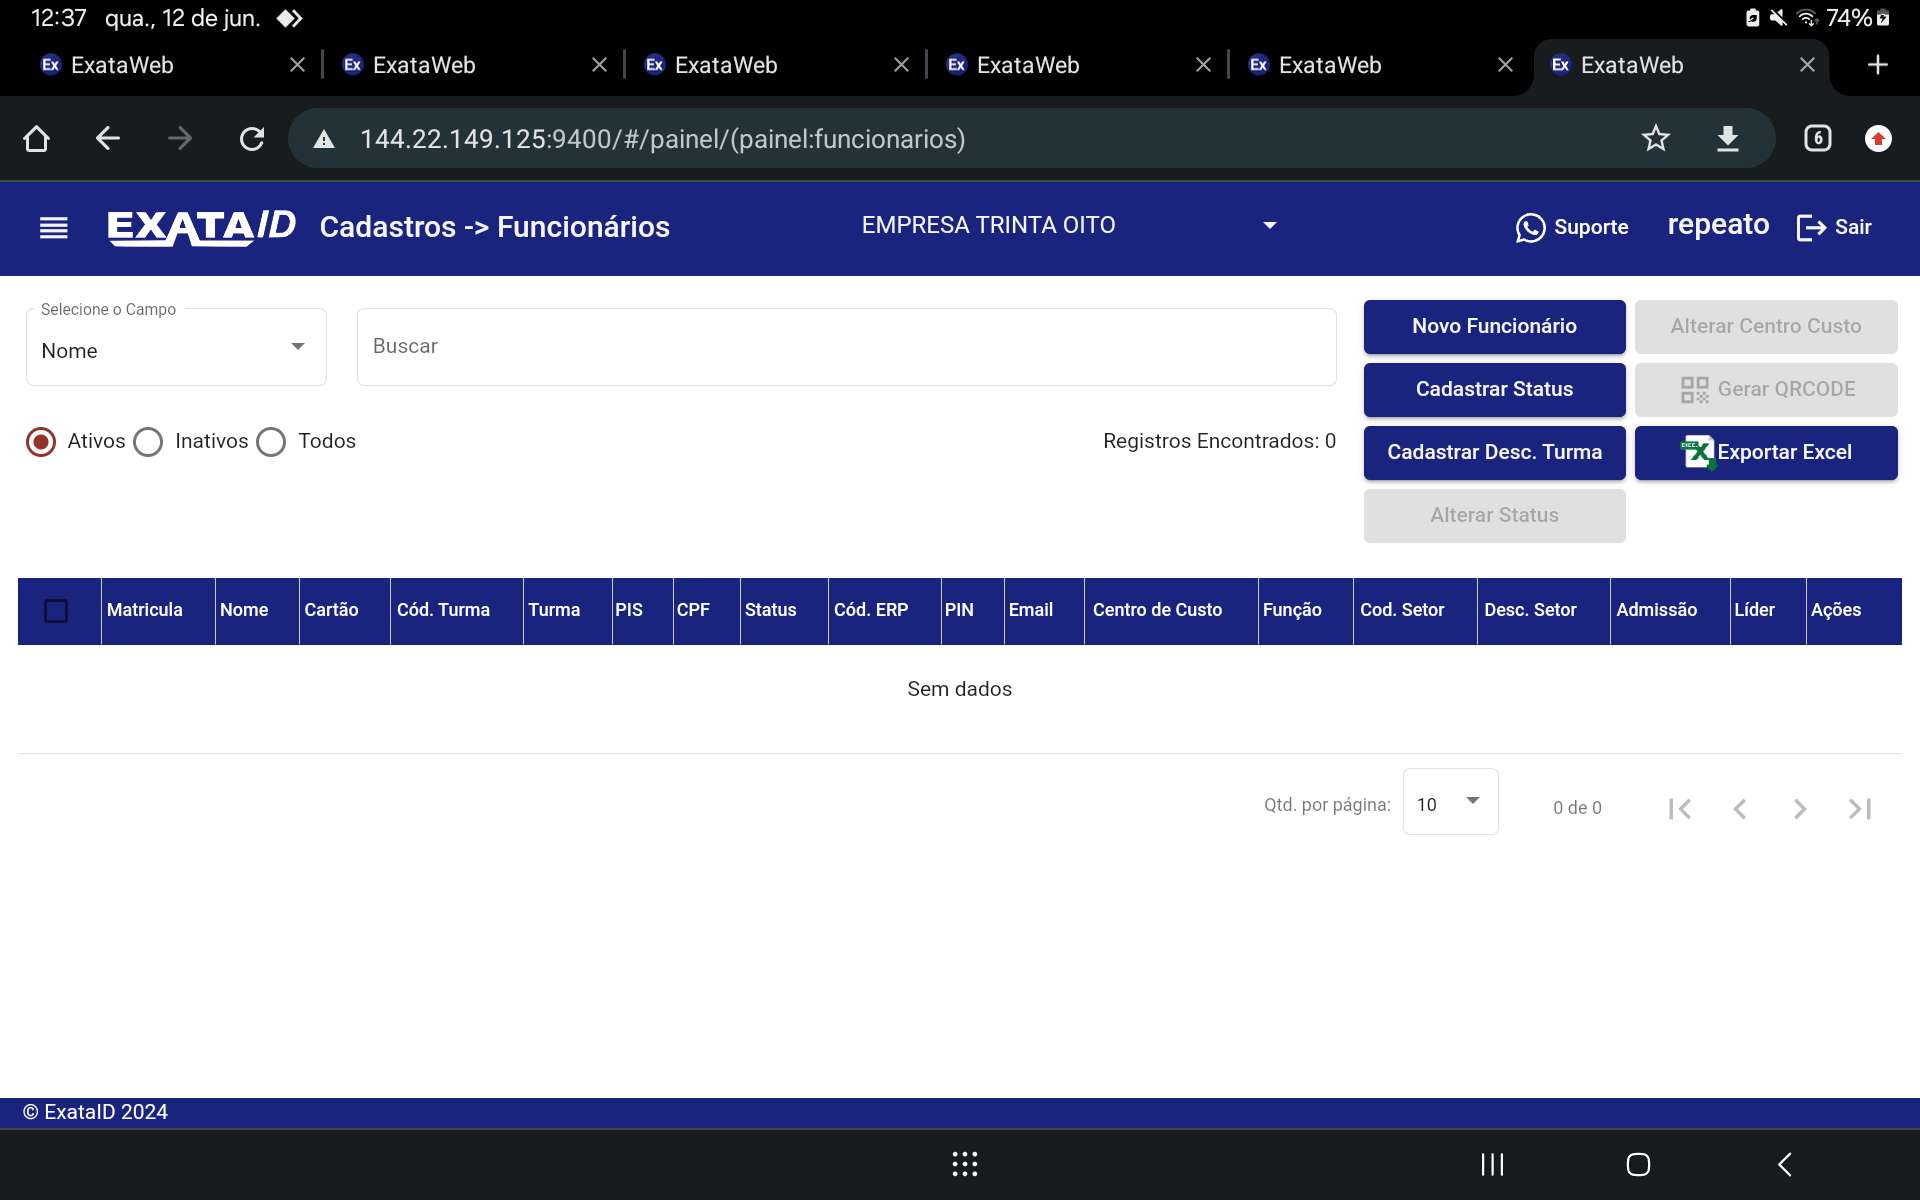 12:37 qua., 12 de jun. 74%
Ex ExataWeb Ex ExataWeb Ex ExataWeb Ex ExataWeb Ex ExataWeb Ex ExataWeb
144.22.149.125:9400/#/painel/(painel:funcionarios) 6
EXATAID Cadastros -> Funcionários EMPRESA TRINTA OITO Suporte repeato Sair
Selecione o Campo
Nome
Buscar
Novo Funcionário Alterar Centro Custo
Cadastrar Status Gerar QRCODE
Ativos Inativos Todos Registros Encontrados: 0
Cadastrar Desc. Turma Exportar Excel
Alterar Status
Matricula Nome Cartão Cód. Turma Turma PIS CPF Status Cód. ERP PIN Email Centro de Custo Função Cod. Setor Desc. Setor Admissão Líder Ações
Sem dados
Qtd. por página: 10 0 de 0
© ExataID 2024